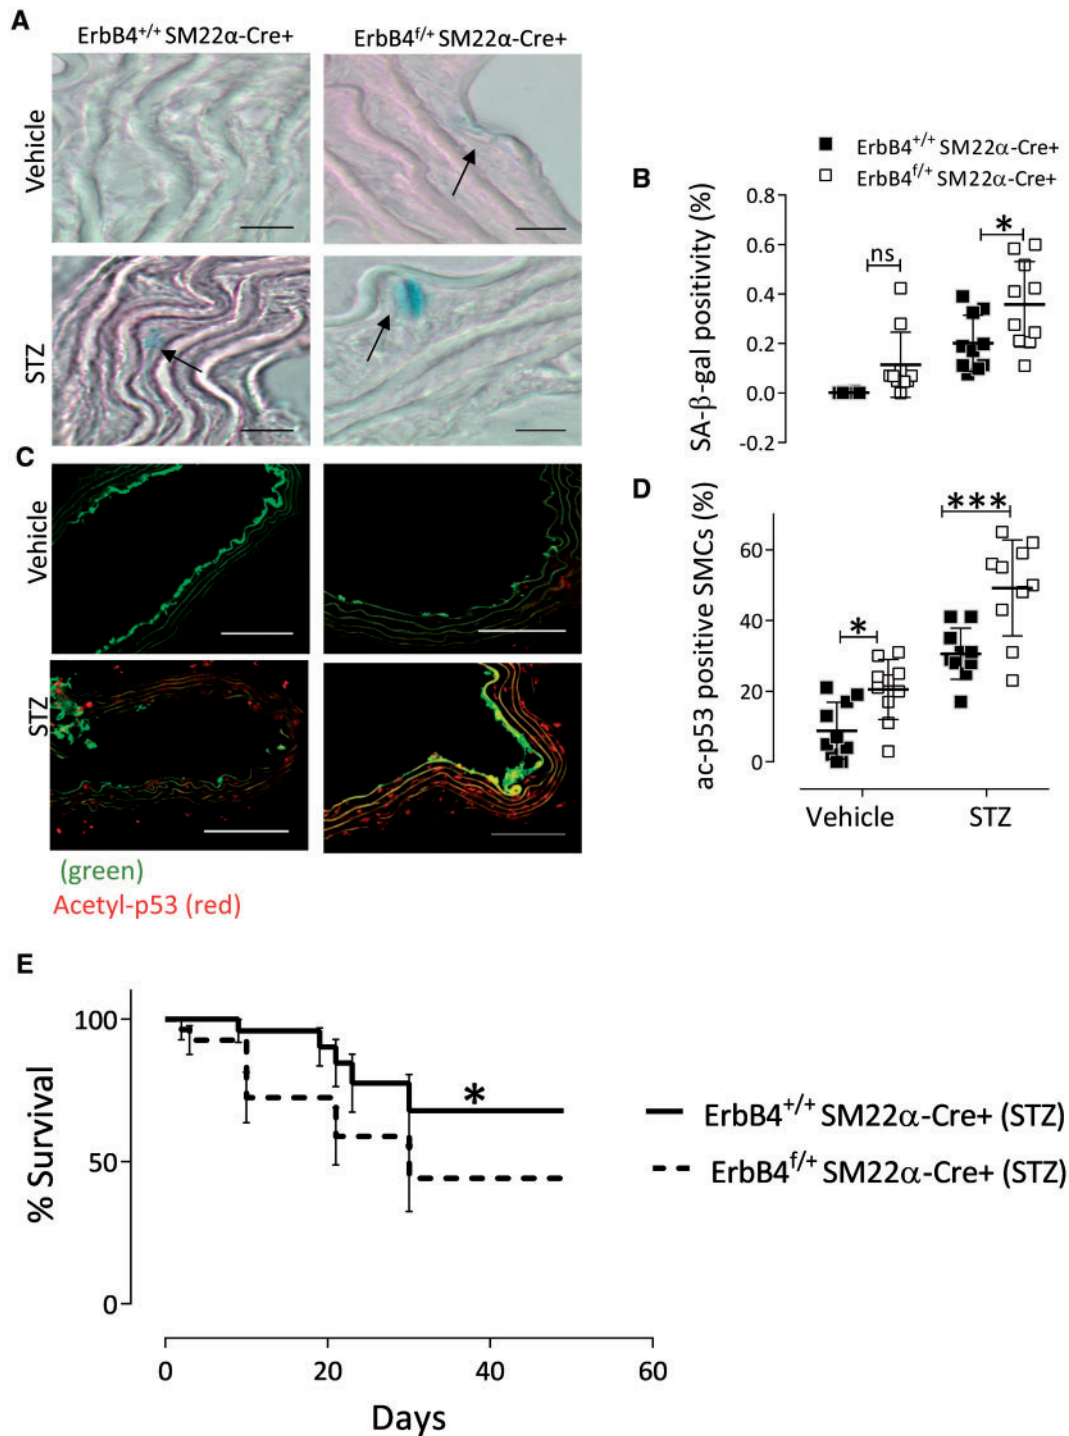 A
ErbB4+/+ SM22α-Cre+
ErbB4f/+ SM22α-Cre+
Vehicle
STZ
B
ErbB4+/+ SM22α-Cre+
ErbB4f/+ SM22α-Cre+
SA-β-gal positivity (%)
0.8
0.6
0.4
0.2
0.0
-0.2
ns
*
C
Vehicle
STZ
(green)
Acetyl-p53 (red)
D
ac-p53 positive SMCs (%)
60
40
20
0
*
***
Vehicle
STZ
E
% Survival
100
50
0
*
0
20
40
60
Days
ErbB4+/+ SM22α-Cre+ (STZ)
ErbB4f/+ SM22α-Cre+ (STZ)